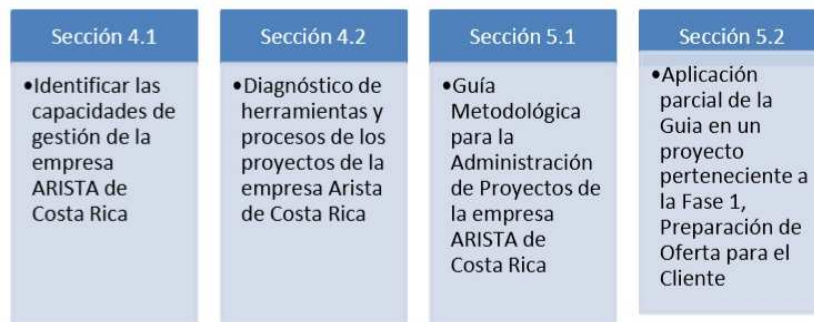 Sección 4.1
•Identificar las
capacidades de
gestión de la
empresa
ARISTA de
Costa Rica
Sección 4.2
•Diagnóstico de
herramientas y
procesos de los
proyectos de la
empresa Arista
de Costa Rica
Sección 5.1
•Guía
Metodológica
para la
Administración
de Proyectos de
la empresa
ARISTA de
Costa Rica
Sección 5.2
•Aplicación
parcial de la
Guia en un
proyecto
perteneciente a
la Fase 1,
Preparación de
Oferta para el
Cliente